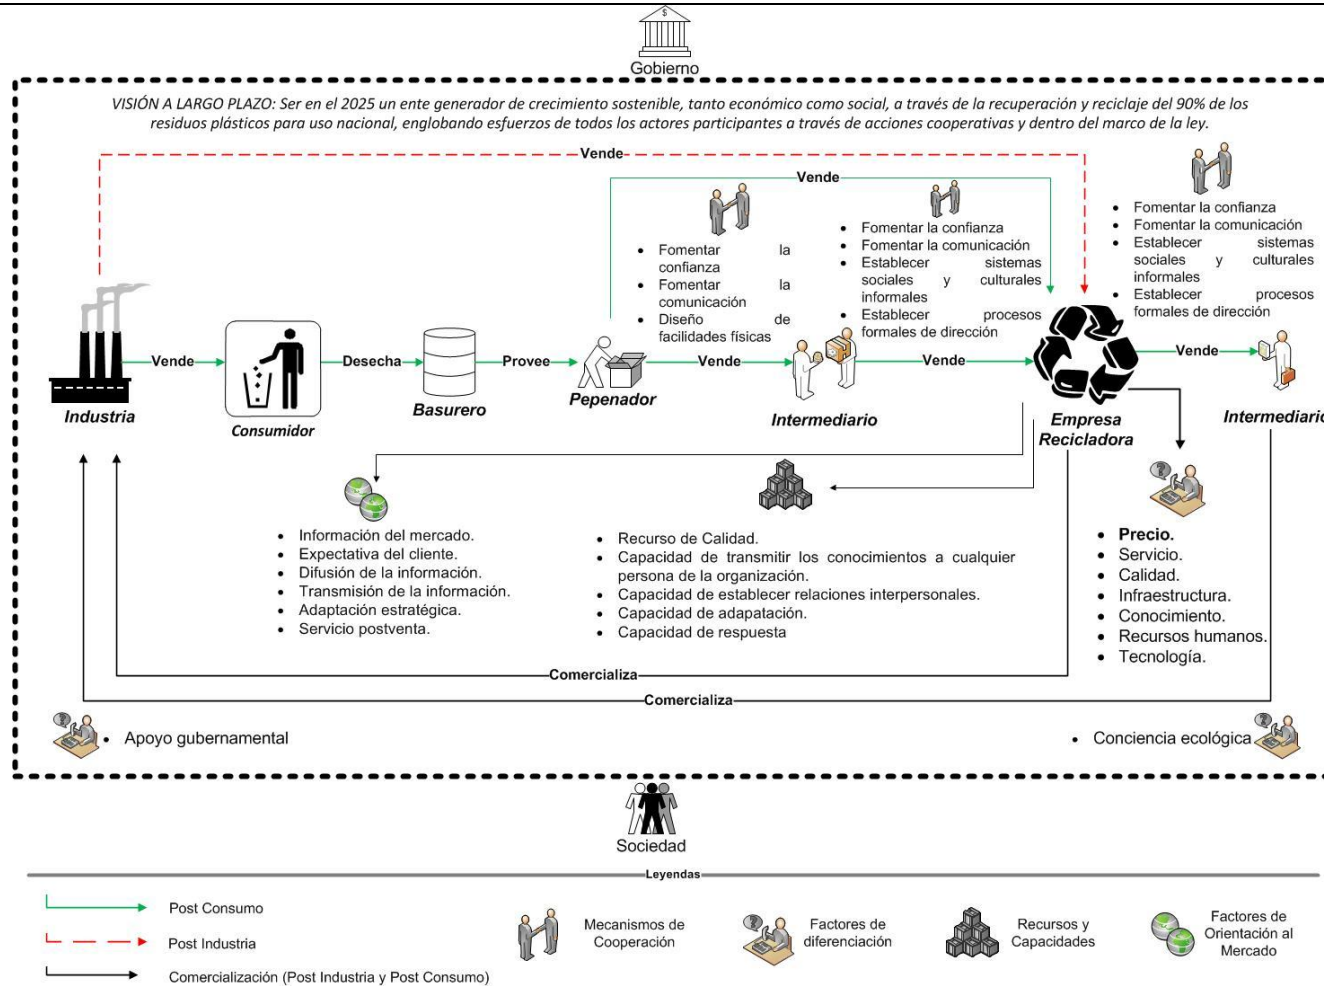 Gobierno
VISIÓN A LARGO PLAZO: Ser en el 2025 un ente generador de crecimiento sostenible, tanto económico como social, a través de la recuperación y reciclaje del 90% de los
residuos plásticos para uso nacional, englobando esfuerzos de todos los actores participantes a través de acciones cooperativas y dentro del marco de la ley.
Vende
Vende
• Fomentar la
confianza
• Fomentar la
comunicación
• Diseño de
facilidades físicas
• Fomentar la confianza
• Fomentar la comunicación
• Establecer sistemas
sociales y culturales
informales
• Establecer procesos
formales de dirección
• Fomentar la confianza
• Fomentar la comunicación
• Establecer sistemas
sociales y culturales
informales
• Establecer procesos
formales de dirección
Vende
Desecha
Provee
Vende
Vende
Vende
Industria
Consumidor
Basurero
Pepenador
Intermediario
Empresa
Recicladora
Intermediario
• Información del mercado.
• Expectativa del cliente.
• Difusión de la información.
• Transmisión de la información.
• Adaptación estratégica.
• Servicio postventa.
• Recurso de Calidad.
• Capacidad de transmitir los conocimientos a cualquier
persona de la organización.
• Capacidad de establecer relaciones interpersonales.
• Capacidad de adapatación.
• Capacidad de respuesta
• Precio.
• Servicio.
• Calidad.
• Infraestructura.
• Conocimiento.
• Recursos humanos.
• Tecnología.
Comercializa
Comercializa
• Apoyo gubernamental
• Conciencia ecológica
Sociedad
Leyendas
Post Consumo
Post Industria
Comercialización (Post Industria y Post Consumo)
Mecanismos de
Cooperación
Factores de
diferenciación
Recursos y
Capacidades
Factores de
Orientación al
Mercado